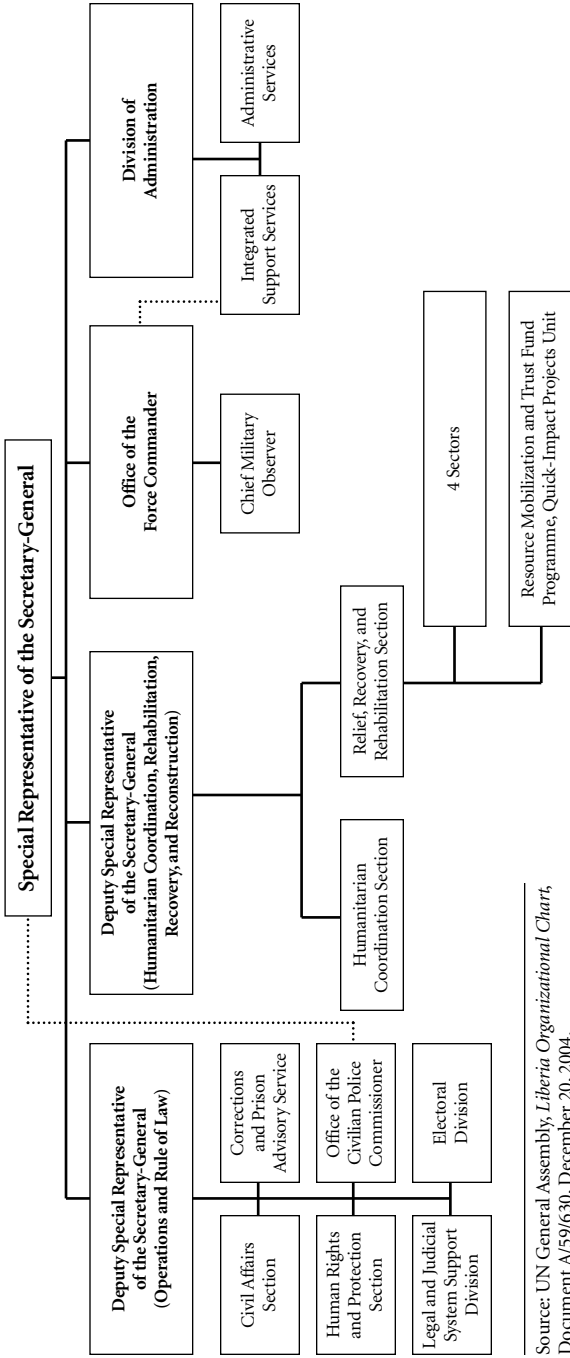 Special Representative of the Secretary-General
Deputy Special Representative
of the Secretary-General
(Operations and Rule of Law)
Civil Affairs
Section
Corrections
and Prison
Advisory Service
Human Rights
and Protection
Section
Office of the
Civilian Police
Commissioner
Legal and Judicial
System Support
Division
Electoral
Division
Deputy Special Representative
of the Secretary-General
(Humanitarian Coordination, Rehabilitation,
Recovery, and Reconstruction)
Humanitarian
Coordination Section
Relief, Recovery, and
Rehabilitation Section
4 Sectors
Resource Mobilization and Trust Fund
Programme, Quick-Impact Projects Unit
Office of the
Force Commander
Chief Military
Observer
Division of
Administration
Integrated
Support Services
Administrative
Services
Source: UN General Assembly, Liberia Organizational Chart,
Document A/59/630, December 20, 2004.